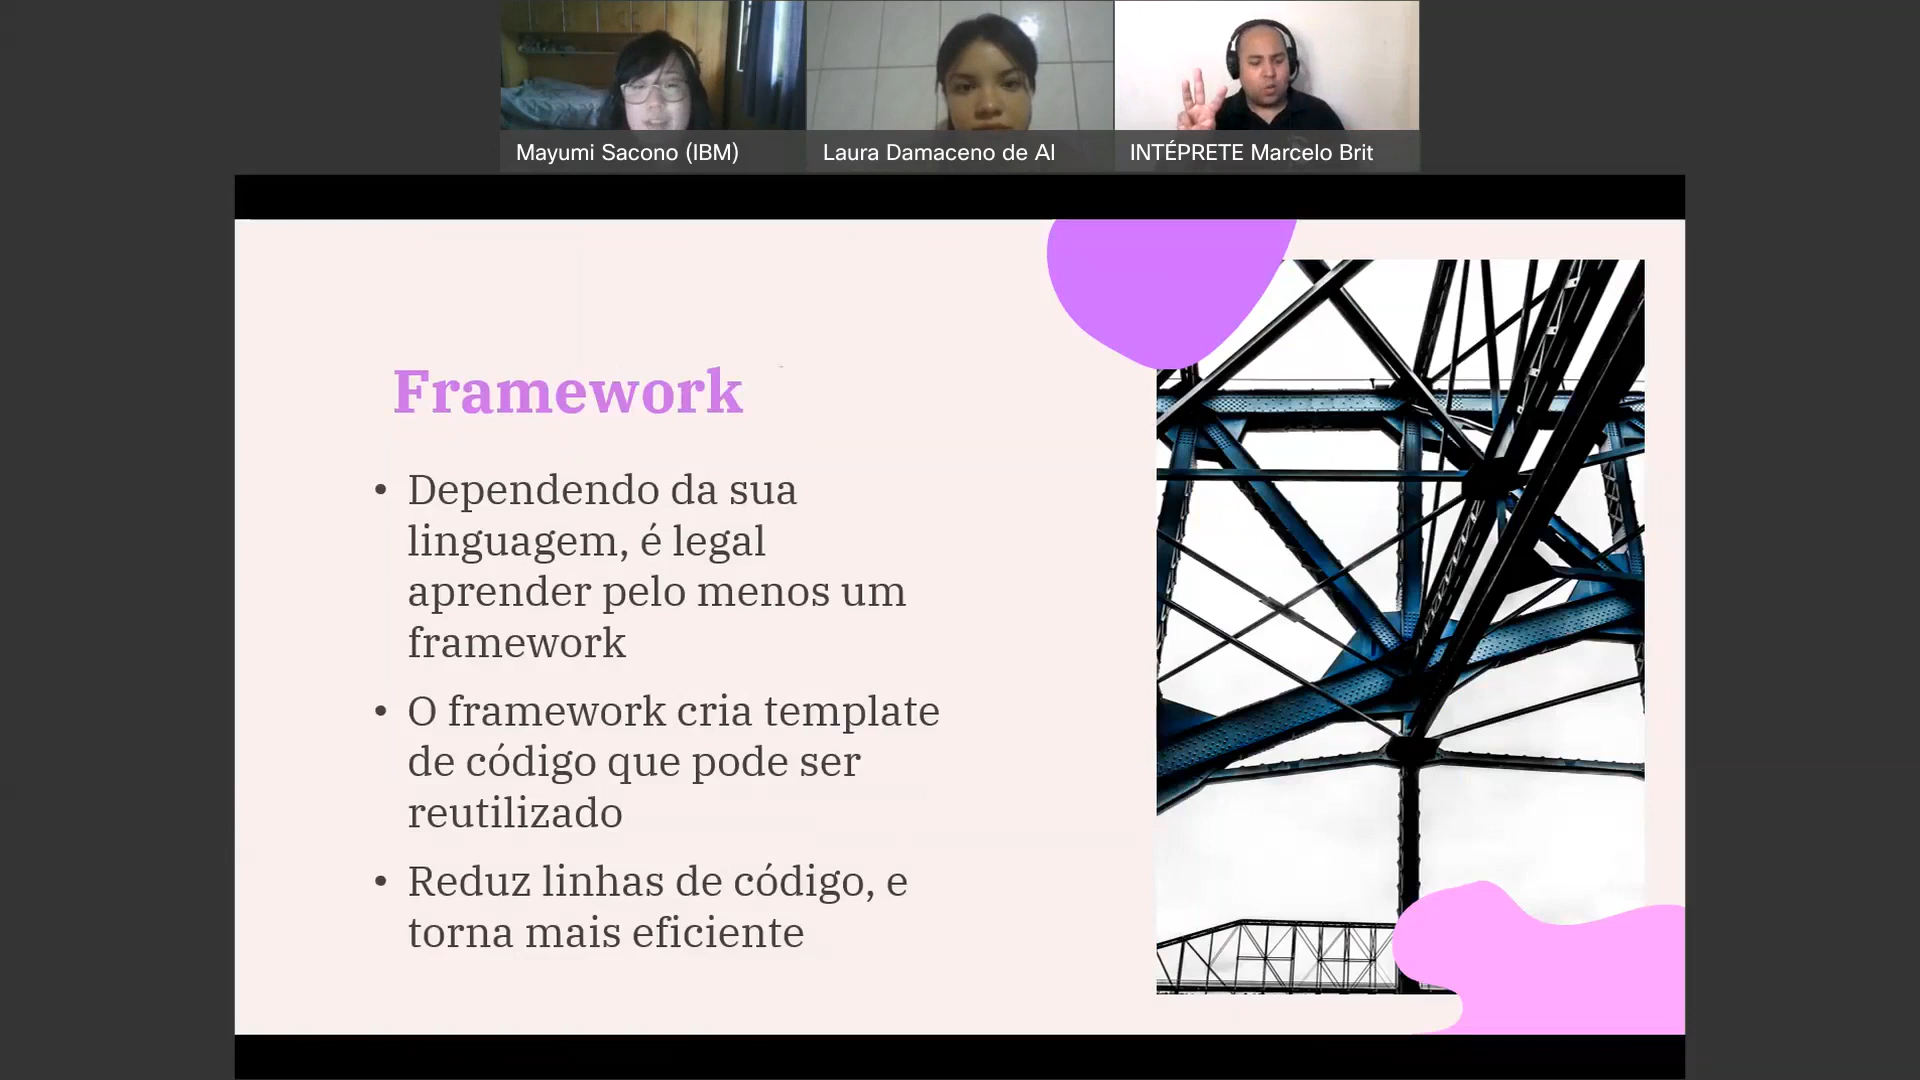 Mayumi Sacono (IBM)
Laura Damaceno de Al
INTÉPRETE Marcelo Brit
Framework
• Dependendo da sua
linguagem, é legal
aprender pelo menos um
framework
• O framework cria template
de código que pode ser
reutilizado
• Reduz linhas de código, e
torna mais eficiente